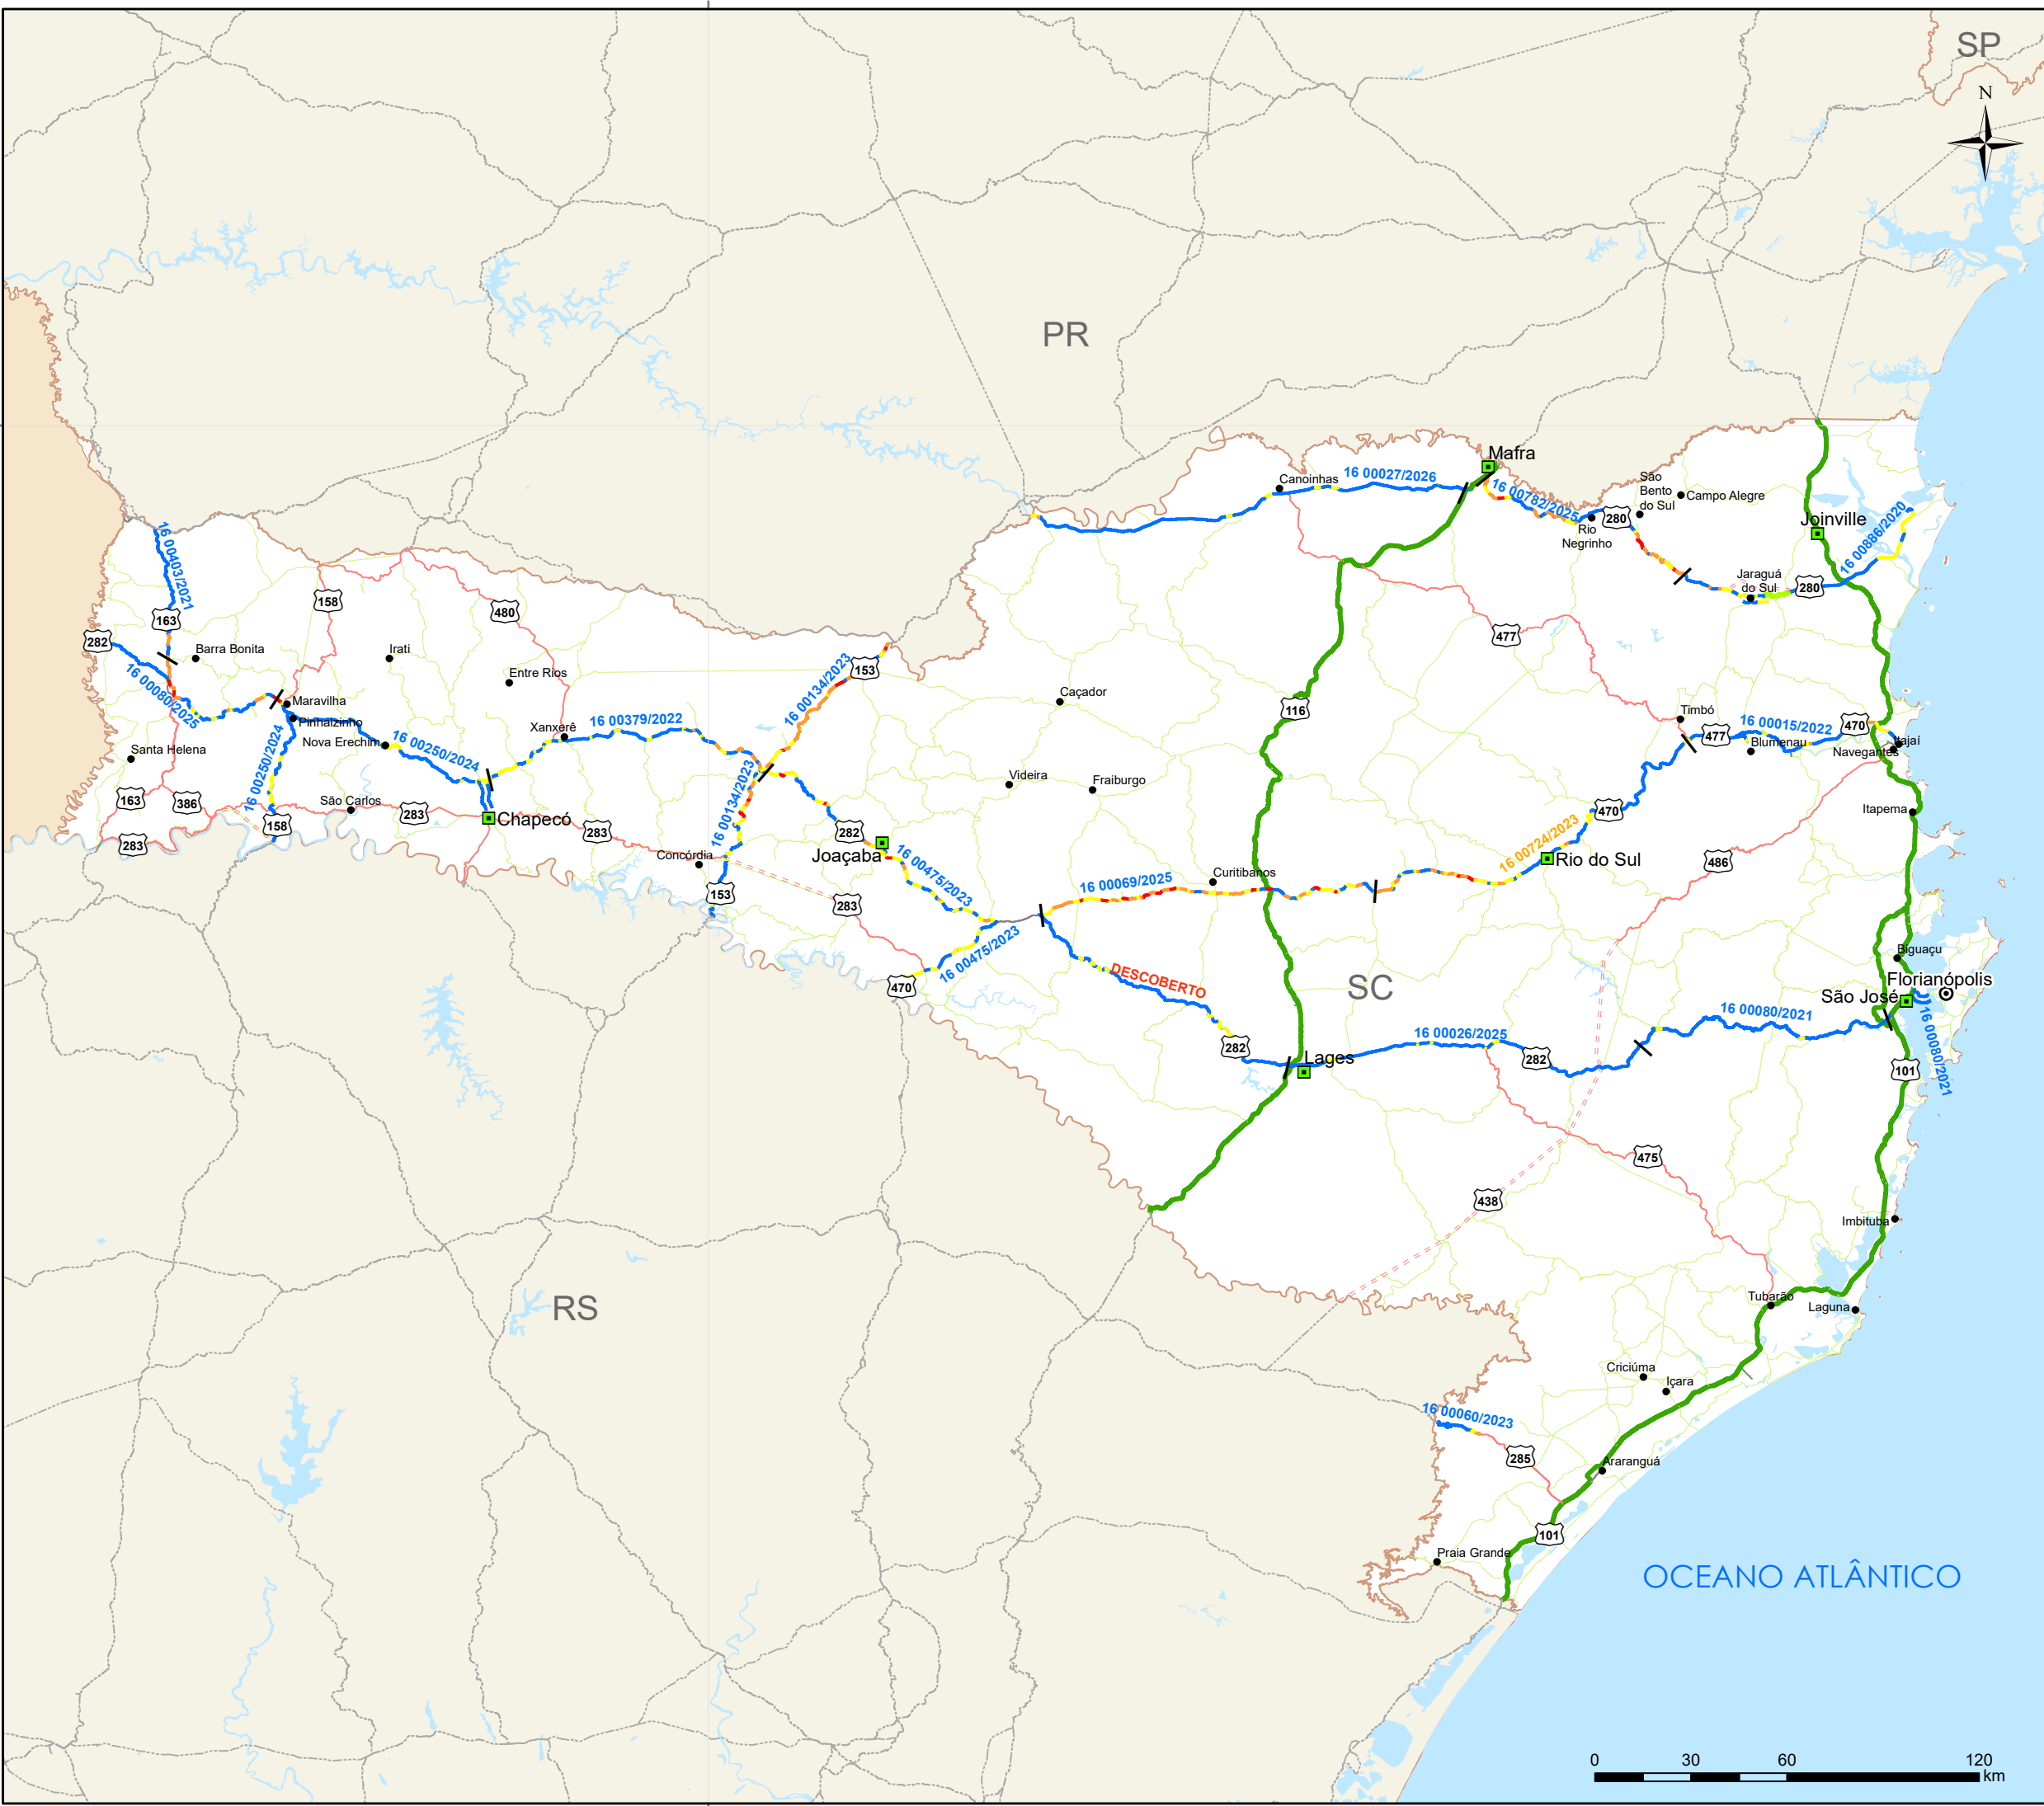 SP
N
PR
Mafra
16 00027/2026
Canoinhas
16 00782/2025
São
Bento
do Sul
Campo Alegre
280
Rio
Negrinho
Joinville
16 00886/2020
16 00403/2021
Jaraguá
do Sul
280
158
480
163
282
477
Barra Bonita
Irati
Entre Rios
16 00134/2023
153
16 00080/2025
Caçador
116
Maravilha
Pinhalzinho
Xanxerê
16 00379/2022
Timbó
16 00015/2022
470
477
Nova Erechim
16 00250/2024
Blumenau
Itajaí
Navegantes
Santa Helena
16 00250/2024
16 00134/2023
Videira
Fraiburgo
163
386
São Carlos
283
Chapecó
470
Itapema
158
283
283
282
Joaçaba
16 00475/2023
16 00724/2023
Rio do Sul
486
Concórdia
Curitibanos
16 00069/2025
153
283
16 00475/2023
Biguaçu
DESCOBERTO
470
SC
Florianópolis
São José
16 00080/2021
16 00080/2021
16 00026/2025
282
Lages
282
101
475
438
Imbituba
RS
Tubarão
Laguna
Criciúma
Içara
16 00060/2023
285
Araranguá
101
Praia Grande
OCEANO ATLÂNTICO
0 30 60 120
km